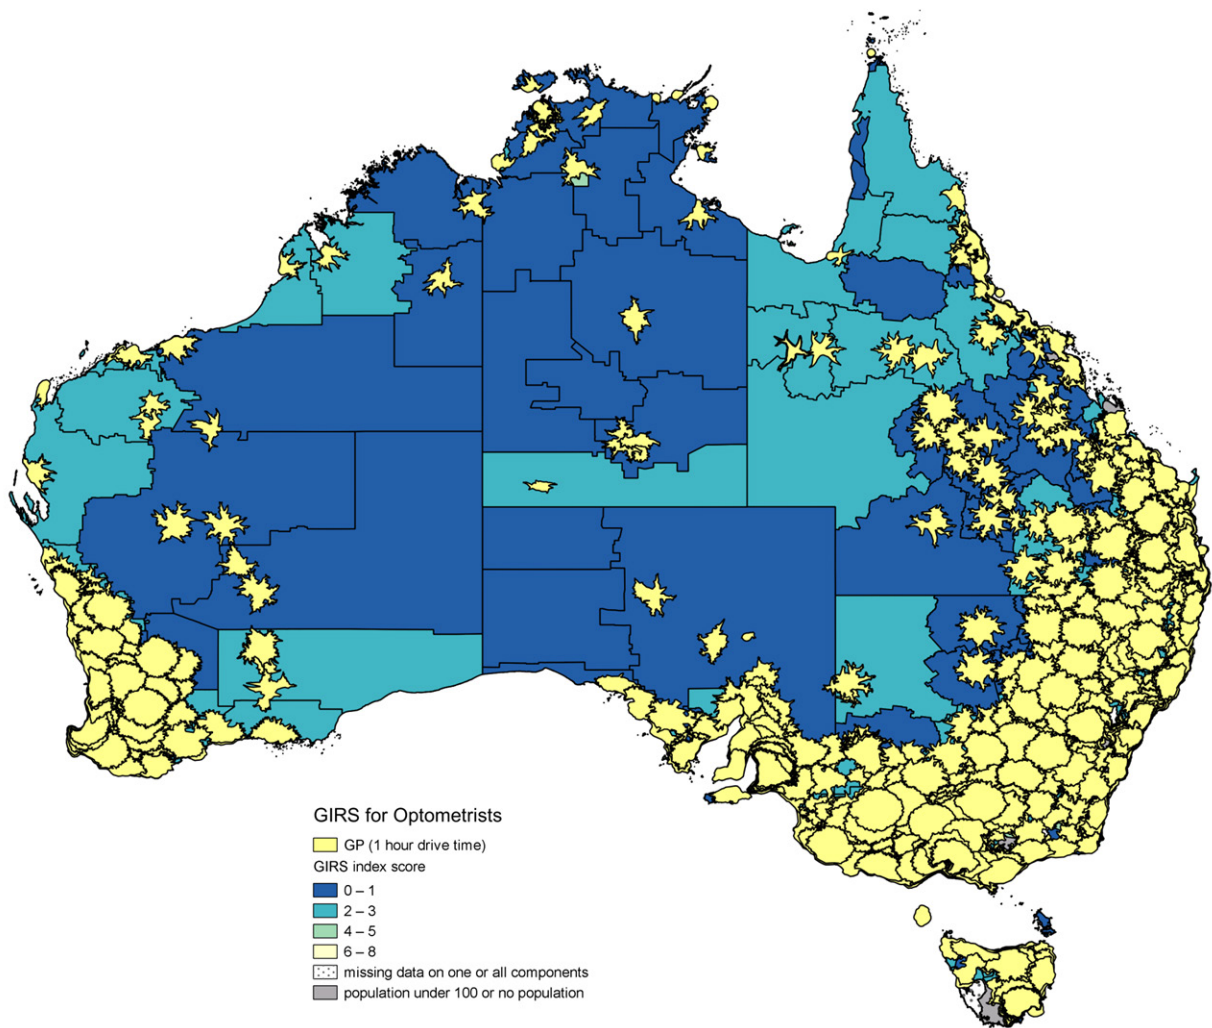 GIRS for Optometrists
GP (1 hour drive time)
GIRS index score
0 – 1
2 – 3
4 – 5
6 – 8
missing data on one or all components
population under 100 or no population